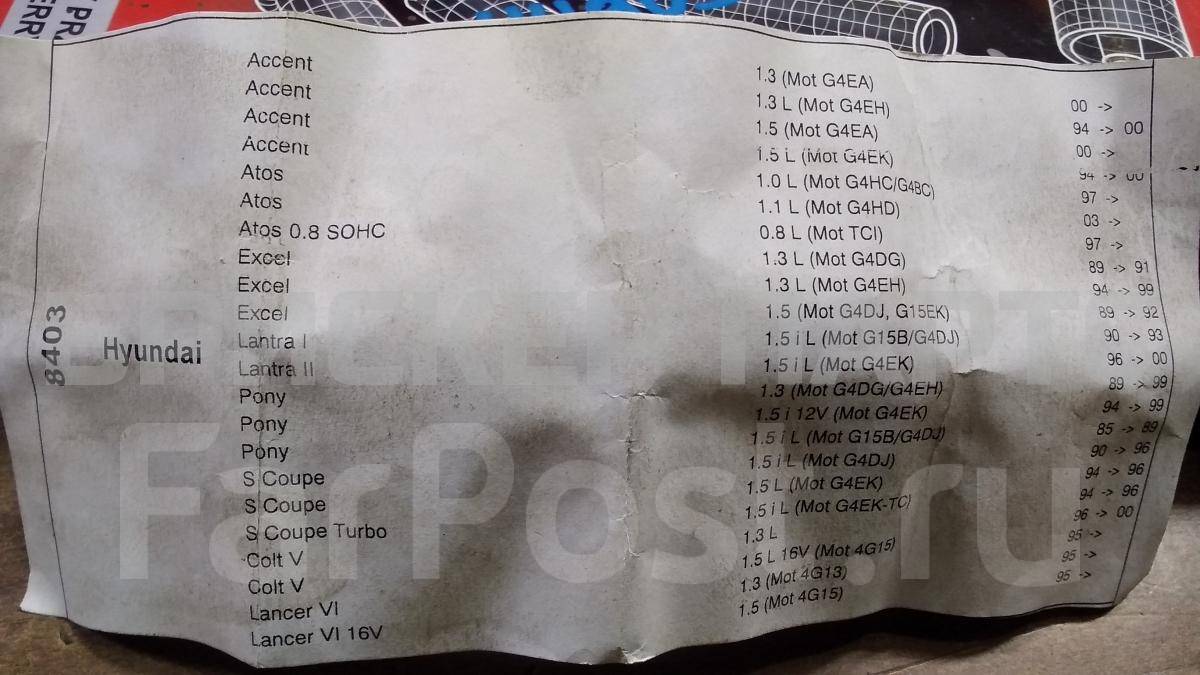 8403
Hyundai
Accent 1.3 (Mot G4EA) 00 ->
Accent 1.3 L (Mot G4EH) 94 -> 00
Accent 1.5 (Mot G4EA) 00 ->
Accent 1.5 L (Mot G4EK) 94 -> 00
Atos 1.0 L (Mot G4HC/G4BC) 97 ->
Atos 1.1 L (Mot G4HD) 03 ->
Atos 0.8 SOHC 0.8 L (Mot TCI) 97 ->
Excel 1.3 L (Mot G4DG) 89 -> 91
Excel 1.3 L (Mot G4EH) 94 -> 99
Excel 1.5 (Mot G4DJ, G15EK) 89 -> 92
Lantra I 1.5 i L (Mot G15B/G4DJ) 90 -> 93
Lantra II 1.5 i L (Mot G4EK) 96 -> 00
Pony 1.3 (Mot G4DG/G4EH) 89 -> 99
Pony 1.5 i 12V (Mot G4EK) 94 -> 99
Pony 1.5 i L (Mot G15B/G4DJ) 85 -> 89
S Coupe 1.5 i L (Mot G4DJ) 90 -> 96
S Coupe 1.5 L (Mot G4EK) 94 -> 96
S Coupe Turbo 1.5 i L (Mot G4EK-TC) 94 -> 96
Colt V 1.3 L 96 -> 00
Colt V 1.5 L 16V (Mot 4G15) 95 ->
Lancer VI 1.3 (Mot 4G13) 95 ->
Lancer VI 16V 1.5 (Mot 4G15) 95 ->
FarPost.ru